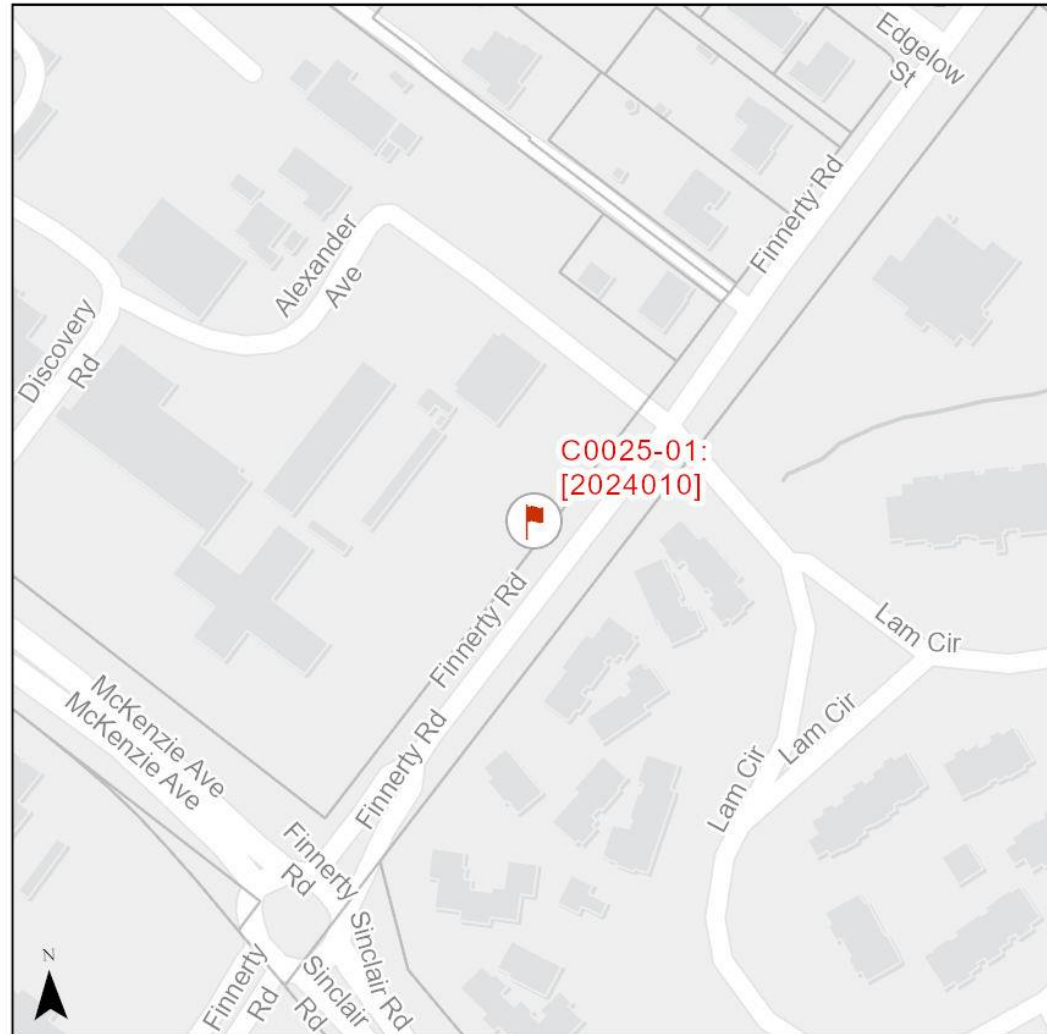 Edgelow
St
Finnerty Rd
Alexander
Ave
Discovery
Rd
C0025-01:
[2024010]
Finnerty Rd
Lam Cir
Lam Cir
Lam Cir
McKenzie Ave
McKenzie Ave
Finnerty Rd
Finnerty
Rd
Sinclair Rd
Sinclair
Rd
Finnerty
Rd
N